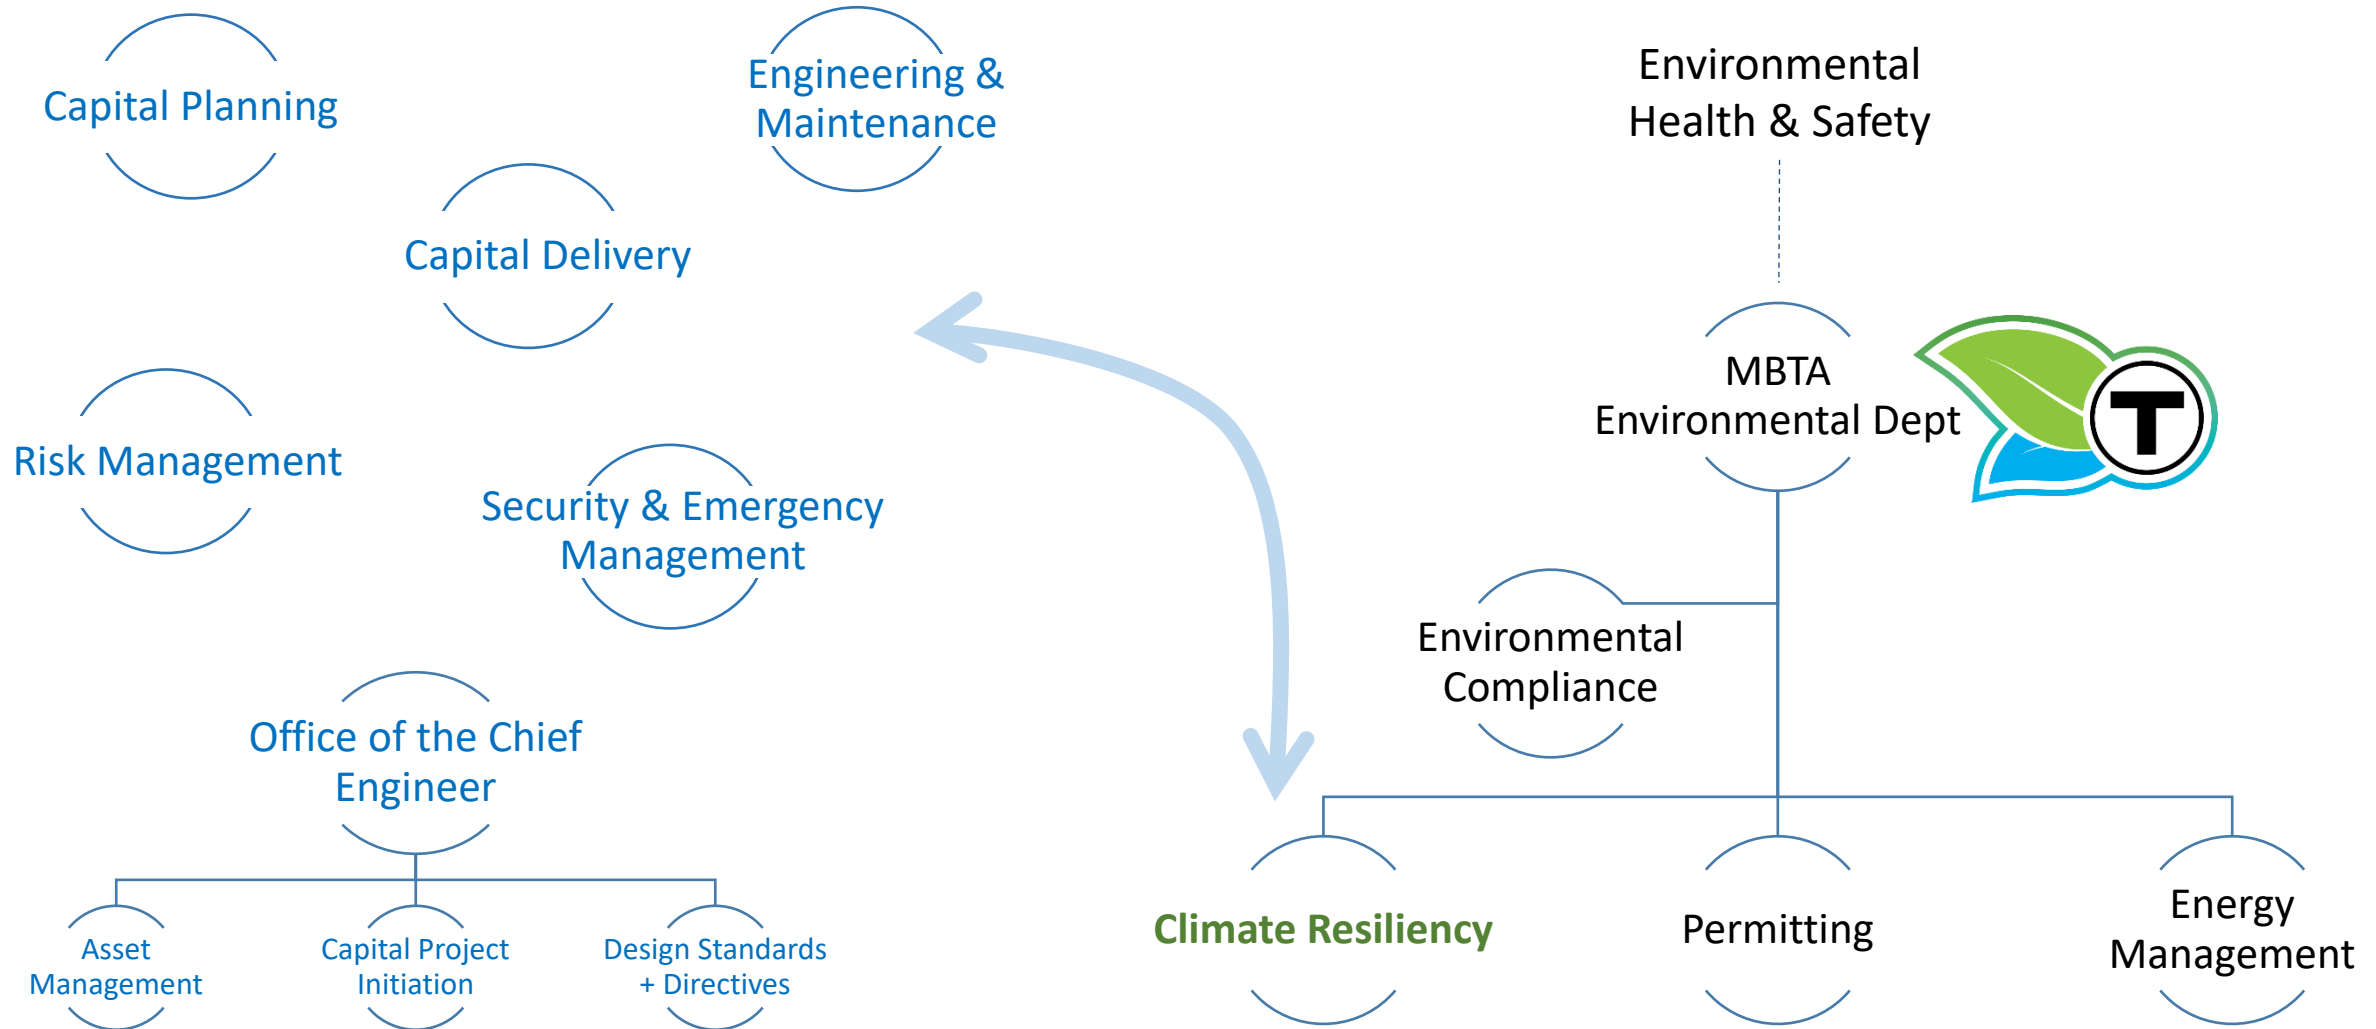 Capital Planning
Engineering &
Maintenance
Capital Delivery
Risk Management
Security & Emergency
Management
Office of the Chief
Engineer
Asset
Management
Capital Project
Initiation
Design Standards
+ Directives
Environmental
Health & Safety
MBTA
Environmental Dept
T
Environmental
Compliance
Climate Resiliency
Permitting
Energy
Management